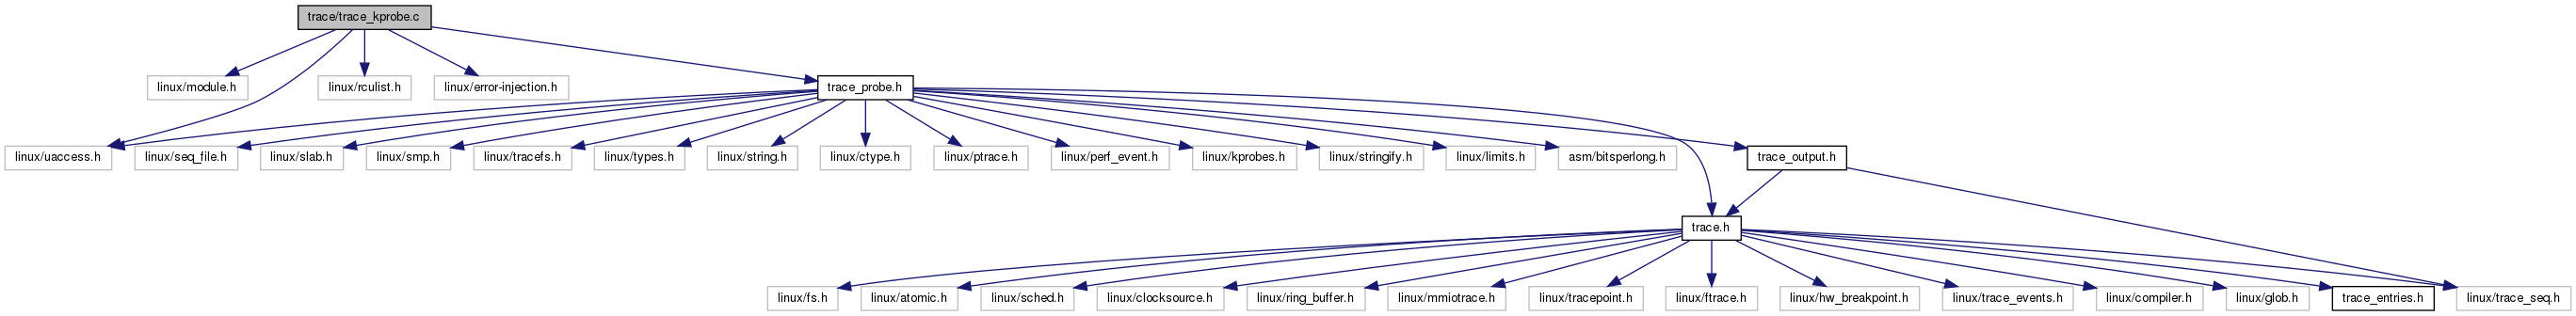 trace/trace_kprobe.c
linux/module.h
linux/rculist.h
linux/error-injection.h
trace_probe.h
linux/uaccess.h
linux/seq_file.h
linux/slab.h
linux/smp.h
linux/tracefs.h
linux/types.h
linux/string.h
linux/ctype.h
linux/ptrace.h
linux/perf_event.h
linux/kprobes.h
linux/stringify.h
linux/limits.h
asm/bitsperlong.h
trace_output.h
trace.h
linux/fs.h
linux/atomic.h
linux/sched.h
linux/clocksource.h
linux/ring_buffer.h
linux/mmiotrace.h
linux/tracepoint.h
linux/ftrace.h
linux/hw_breakpoint.h
linux/trace_events.h
linux/compiler.h
linux/glob.h
trace_entries.h
linux/trace_seq.h